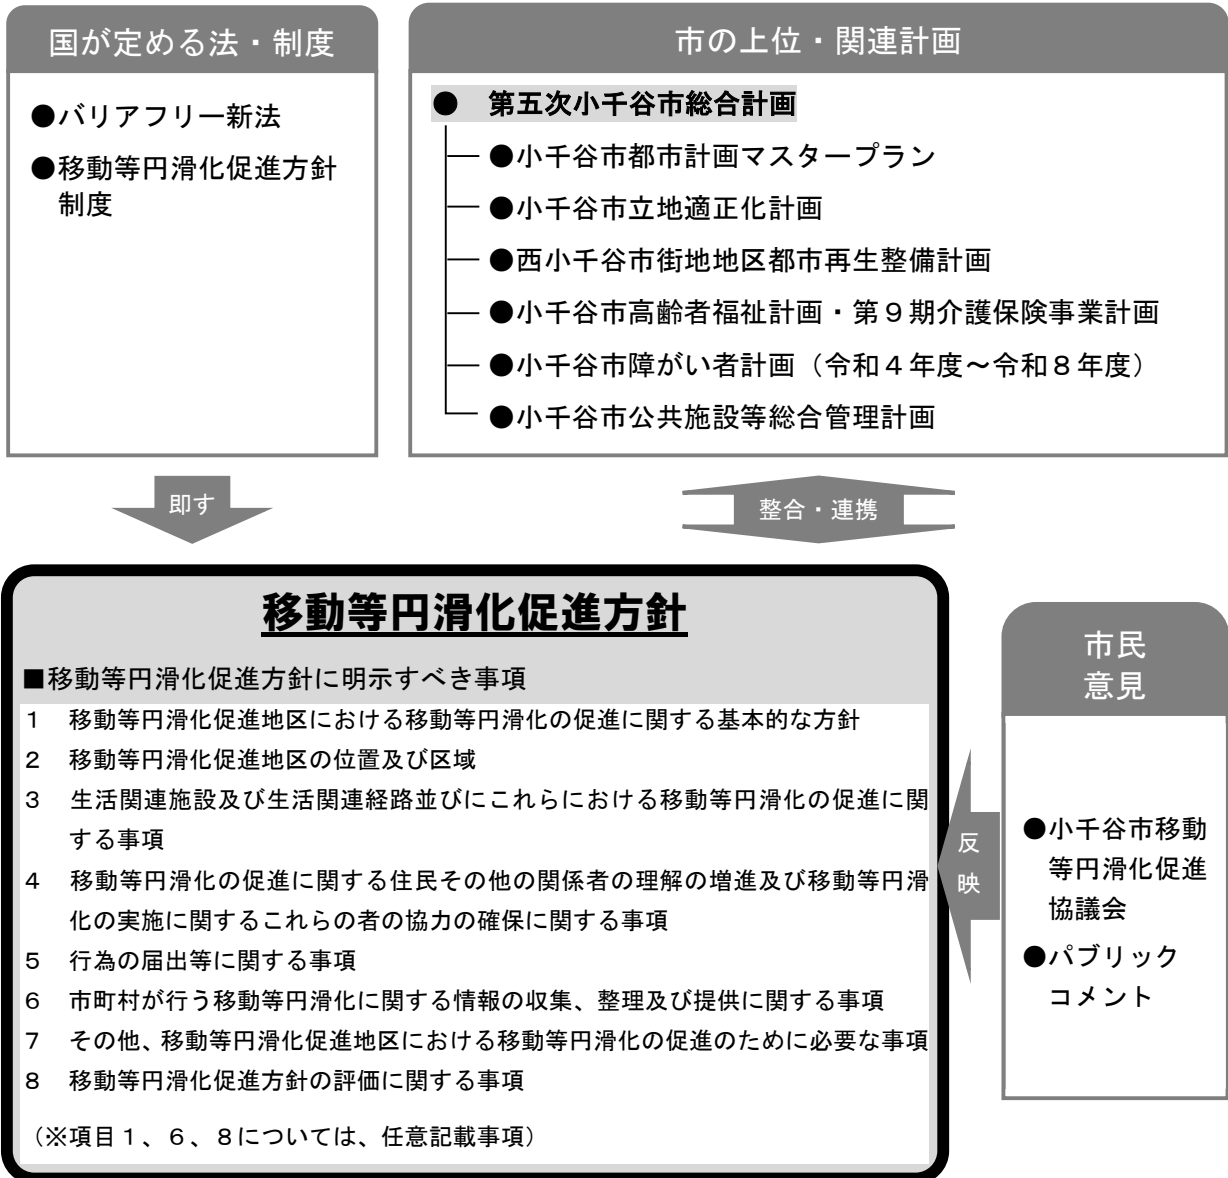 国が定める法・制度
●バリアフリー新法
●移動等円滑化促進方針
制度
市の上位・関連計画
● 第五次小千谷市総合計画
●小千谷市都市計画マスタープラン
●小千谷市立地適正化計画
●西小千谷市街地地区都市再生整備計画
●小千谷市高齢者福祉計画・第９期介護保険事業計画
●小千谷市障がい者計画（令和４年度～令和８年度）
●小千谷市公共施設等総合管理計画
即す
整合・連携
移動等円滑化促進方針
■移動等円滑化促進方針に明示すべき事項
１ 移動等円滑化促進地区における移動等円滑化の促進に関する基本的な方針
２ 移動等円滑化促進地区の位置及び区域
３ 生活関連施設及び生活関連経路並びにこれらにおける移動等円滑化の促進に関
する事項
４ 移動等円滑化の促進に関する住民その他の関係者の理解の増進及び移動等円滑
化の実施に関するこれらの者の協力の確保に関する事項
５ 行為の届出等に関する事項
６ 市町村が行う移動等円滑化に関する情報の収集、整理及び提供に関する事項
７ その他、移動等円滑化促進地区における移動等円滑化の促進のために必要な事項
８ 移動等円滑化促進方針の評価に関する事項
（※項目１、６、８については、任意記載事項）
反
映
市民
意見
●小千谷市移動
等円滑化促進
協議会
●パブリック
コメント